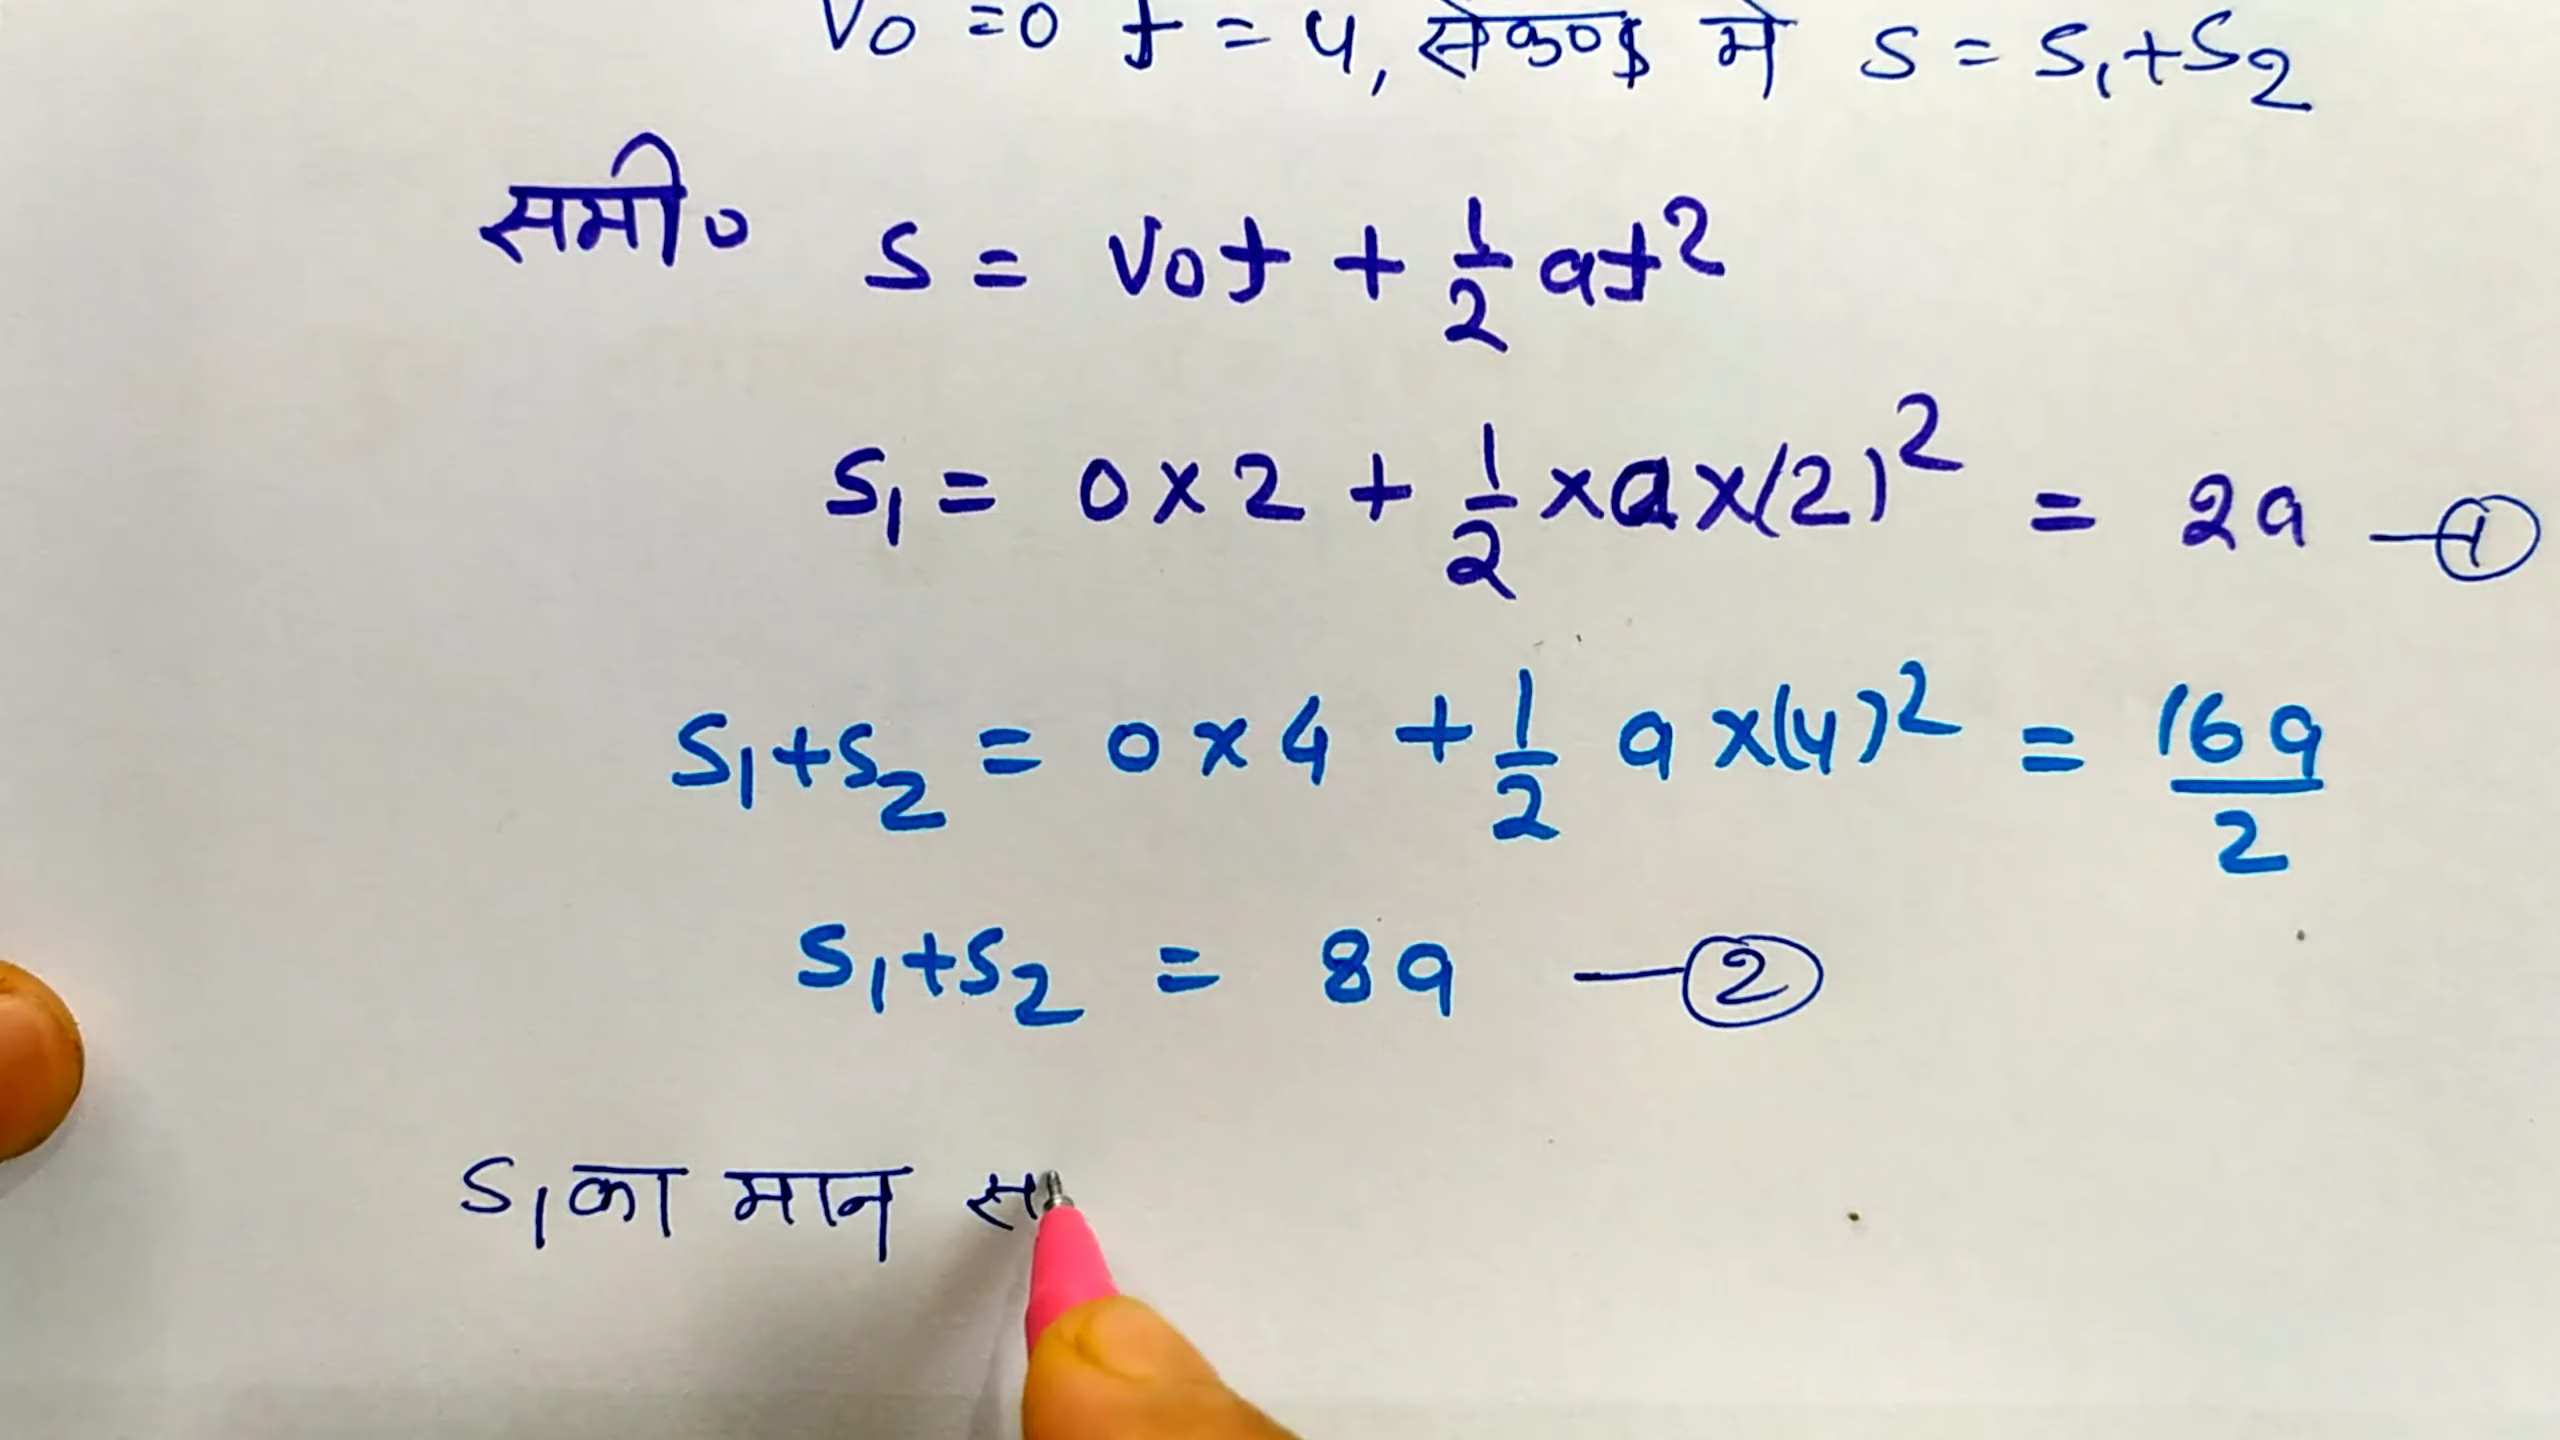 v₀ = 0 t = 4, सेकण्ड में S = S₁+S₂
समी० S = v₀t + 1/2 at²
S₁ = 0×2 + 1/2 ×a×(2)² = 2a —①
S₁+S₂ = 0×4 + 1/2 a×(4)² = 16a/2
S₁+S₂ = 8a —②
S₁ का मान